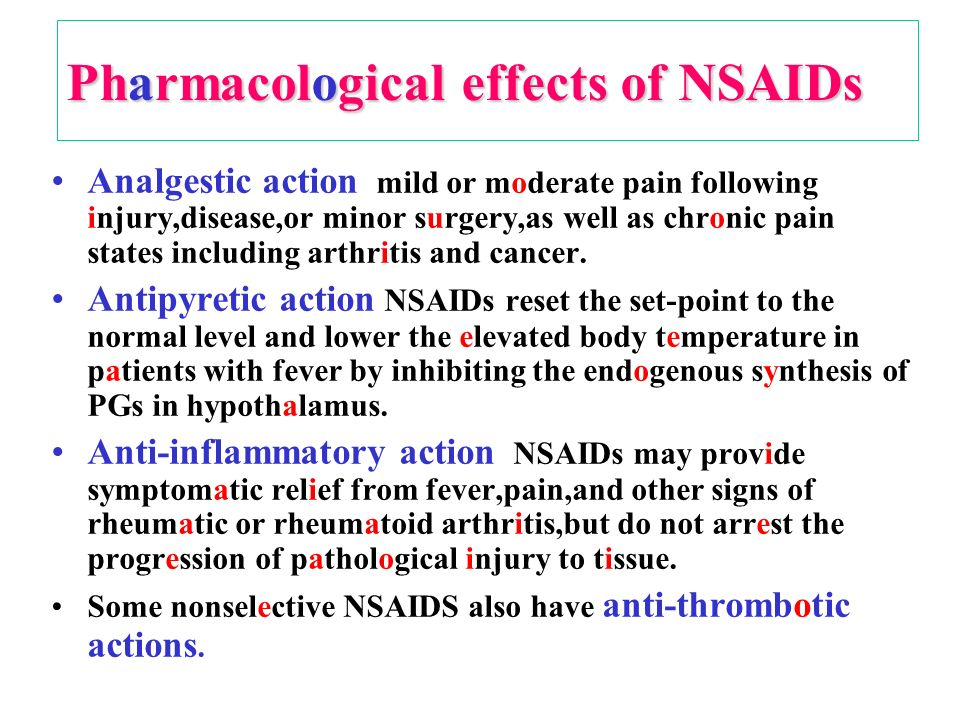 Pharmacological effects of NSAIDs
• Analgestic action mild or moderate pain following
injury,disease,or minor surgery,as well as chronic pain
states including arthritis and cancer.
• Antipyretic action NSAIDs reset the set-point to the
normal level and lower the elevated body temperature in
patients with fever by inhibiting the endogenous synthesis of
PGs in hypothalamus.
• Anti-inflammatory action NSAIDs may provide
symptomatic relief from fever,pain,and other signs of
rheumatic or rheumatoid arthritis,but do not arrest the
progression of pathological injury to tissue.
• Some nonselective NSAIDS also have anti-thrombotic
actions.